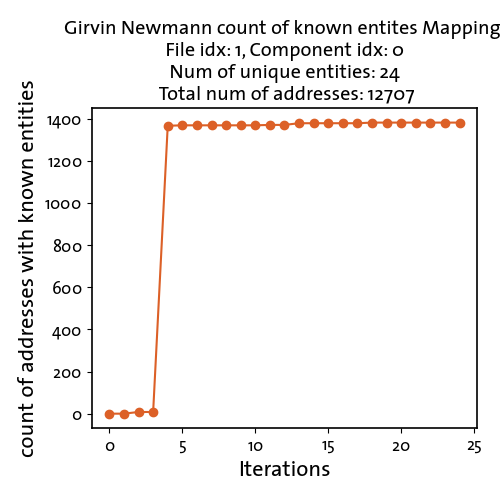 Girvin Newmann count of known entites Mapping
File idx: 1, Component idx: 0
Num of unique entities: 24
Total num of addresses: 12707
count of addresses with known entities
1400
1200
1000
800
600
400
200
0
0 5 10 15 20 25
Iterations